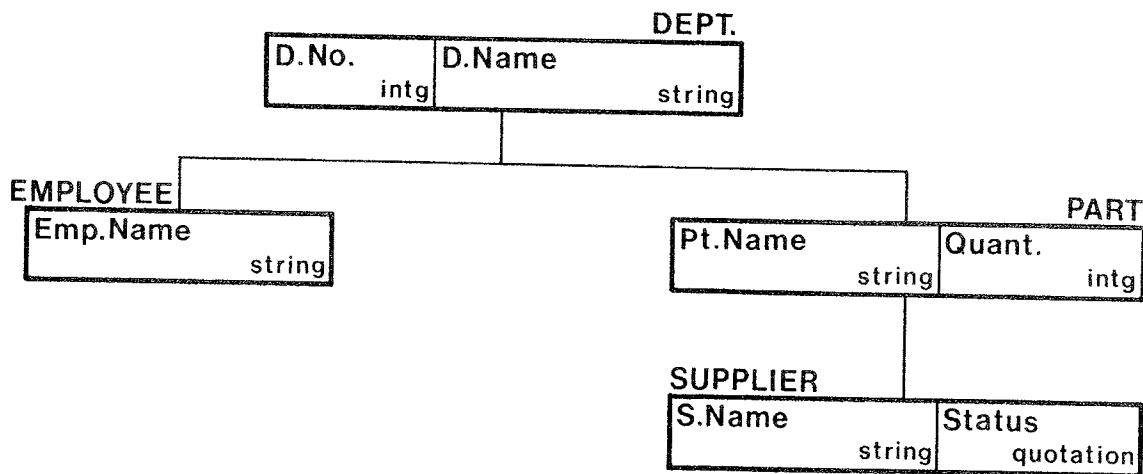 DEPT.
D.No. D.Name
intg string
EMPLOYEE
Emp.Name
string
PART
Pt.Name Quant.
string intg
SUPPLIER
S.Name Status
string quotation